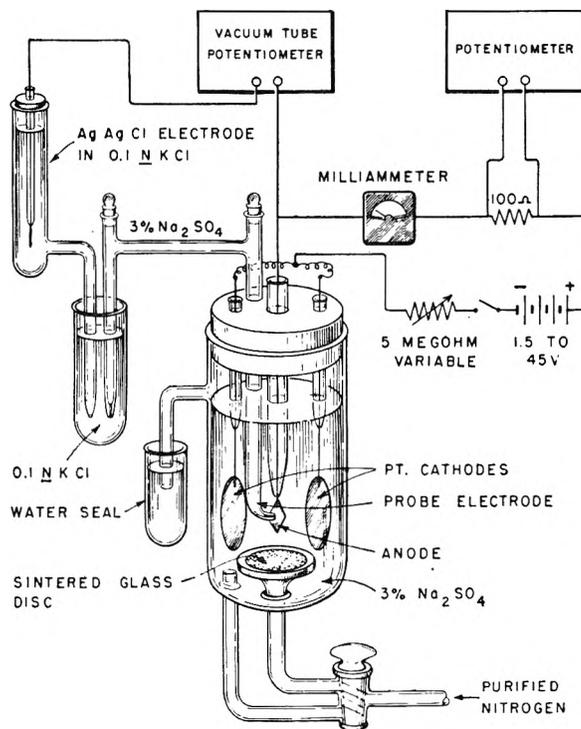 VACUUM TUBE
POTENTIOMETER
POTENTIOMETER
Ag AgCl ELECTRODE
IN 0.1 N KCl
MILLIAMMETER
100Ω
3% Na2SO4
− +
5 MEGOHM
VARIABLE
1.5 TO
45V
0.1 N KCl
WATER SEAL
PT. CATHODES
PROBE ELECTRODE
ANODE
SINTERED GLASS
DISC
3% Na2SO4
PURIFIED
NITROGEN